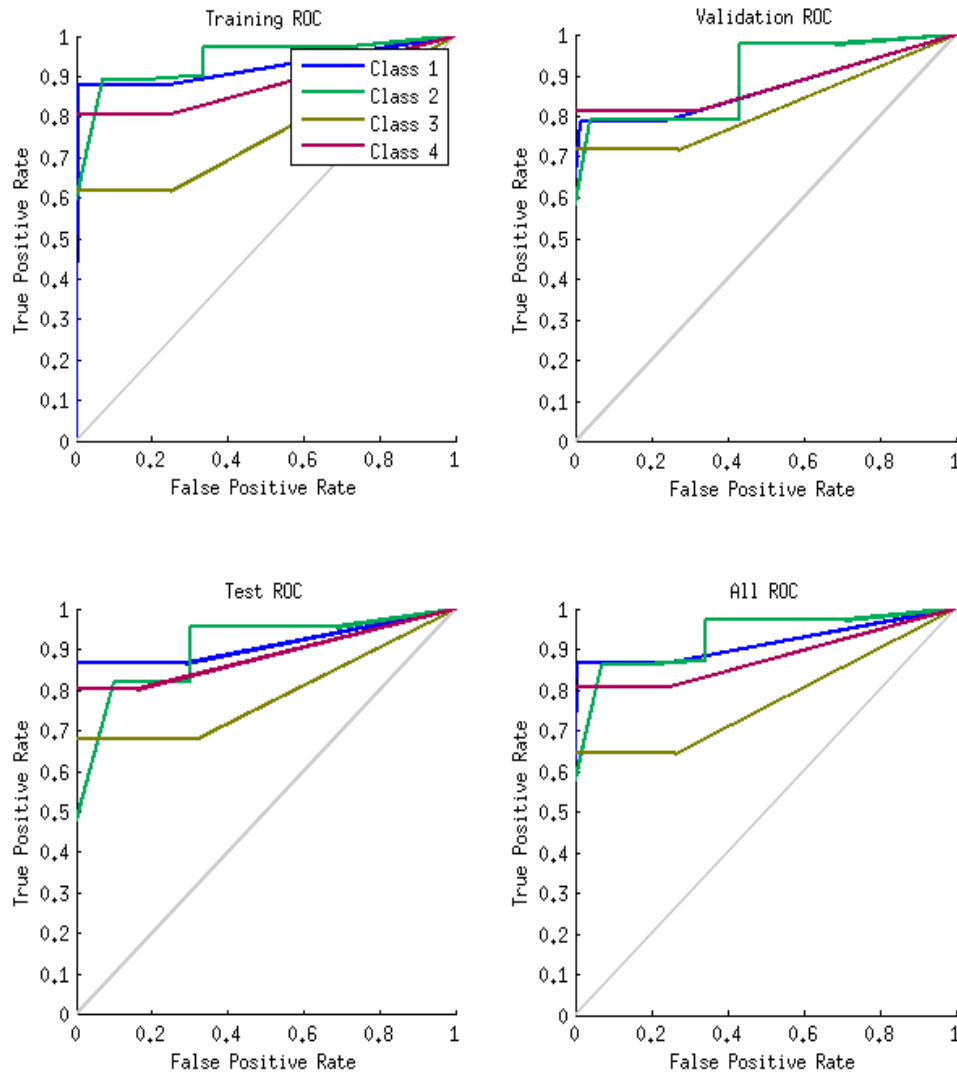 Training ROC
1
0.9
0.8
0.7
0.6
0.5
0.4
0.3
0.2
0.1
0
True Positive Rate
Class 1
Class 2
Class 3
Class 4
0 0.2 0.4 0.6 0.8 1
False Positive Rate
Validation ROC
1
0.9
0.8
0.7
0.6
0.5
0.4
0.3
0.2
0.1
0
True Positive Rate
0 0.2 0.4 0.6 0.8 1
False Positive Rate
Test ROC
1
0.9
0.8
0.7
0.6
0.5
0.4
0.3
0.2
0.1
0
True Positive Rate
0 0.2 0.4 0.6 0.8 1
False Positive Rate
All ROC
1
0.9
0.8
0.7
0.6
0.5
0.4
0.3
0.2
0.1
0
True Positive Rate
0 0.2 0.4 0.6 0.8 1
False Positive Rate